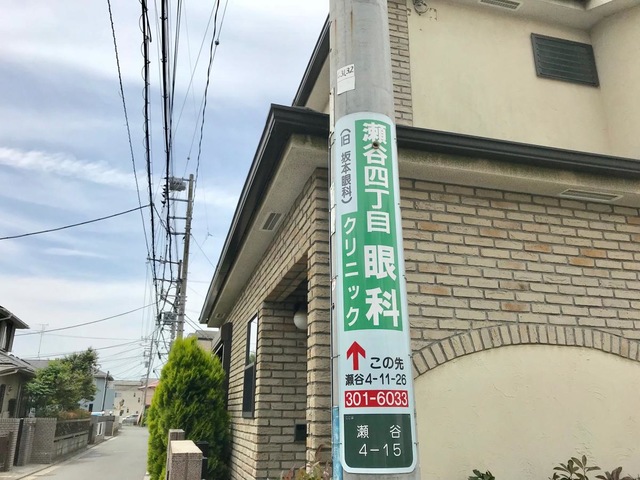 (旧 坂本眼科)
瀬谷四丁目
眼科
クリニック
この先
瀬谷4-11-26
301-6033
瀬谷
4-15